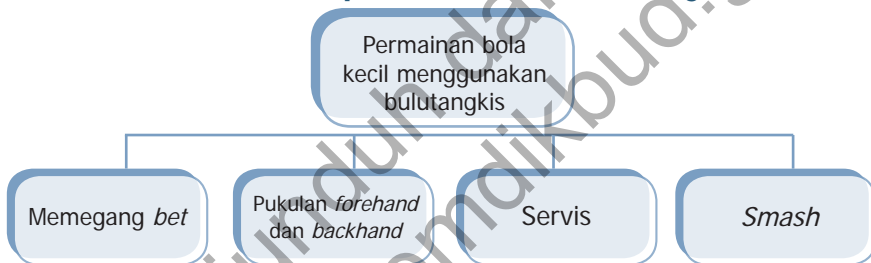 Permainan bola
kecil menggunakan
bulutangkis
Memegang bet
Pukulan forehand
dan backhand
Servis
Smash